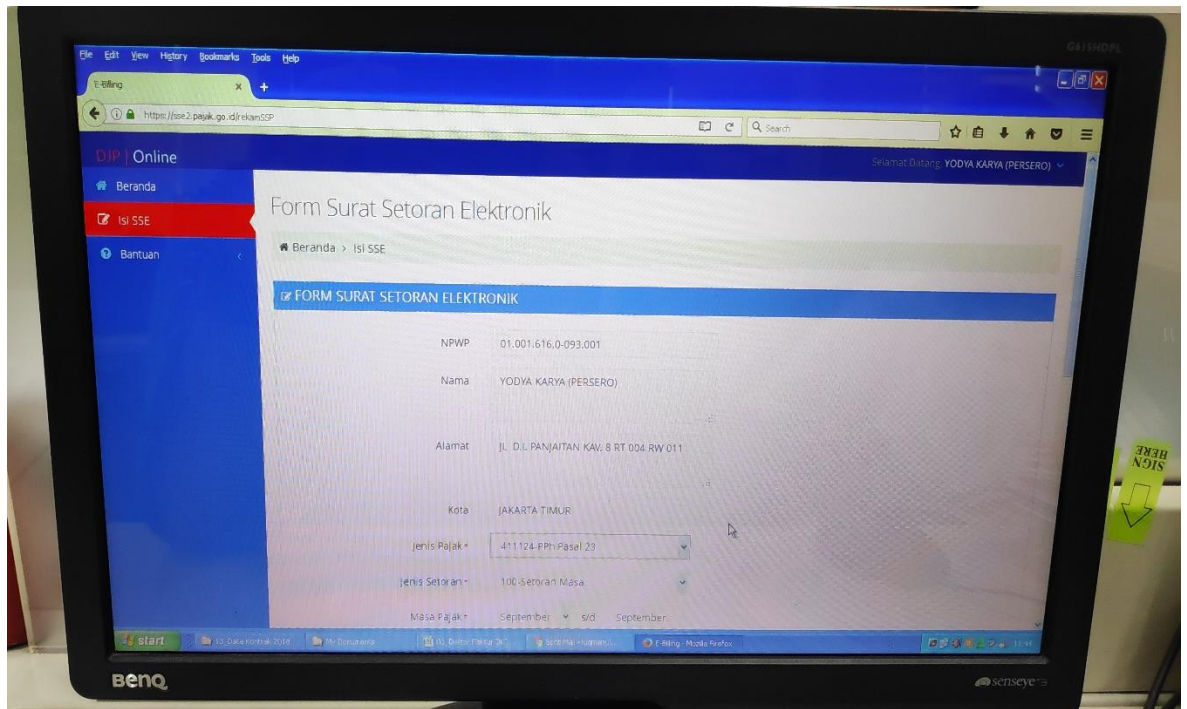 G615HDPL
File Edit View History Bookmarks Tools Help
E-Billing
https://sse2.pajak.go.id/rekamSSP
Search
DJP | Online
Selamat Datang, YODYA KARYA (PERSERO)
Beranda
Isi SSE
Bantuan
Form Surat Setoran Elektronik
Beranda > Isi SSE
FORM SURAT SETORAN ELEKTRONIK
NPWP 01.001.616.0-093.001
Nama YODYA KARYA (PERSERO)
Alamat JL. D.I. PANJAITAN KAV. 8 RT 004 RW 011
Kota JAKARTA TIMUR
Jenis Pajak * 411124-PPh Pasal 23
Jenis Setoran * 100-Setoran Masa
Masa Pajak * September s/d September
start My Documents E-Billing - Mozilla Firefox
BenQ
senseye
SIGN
HERE